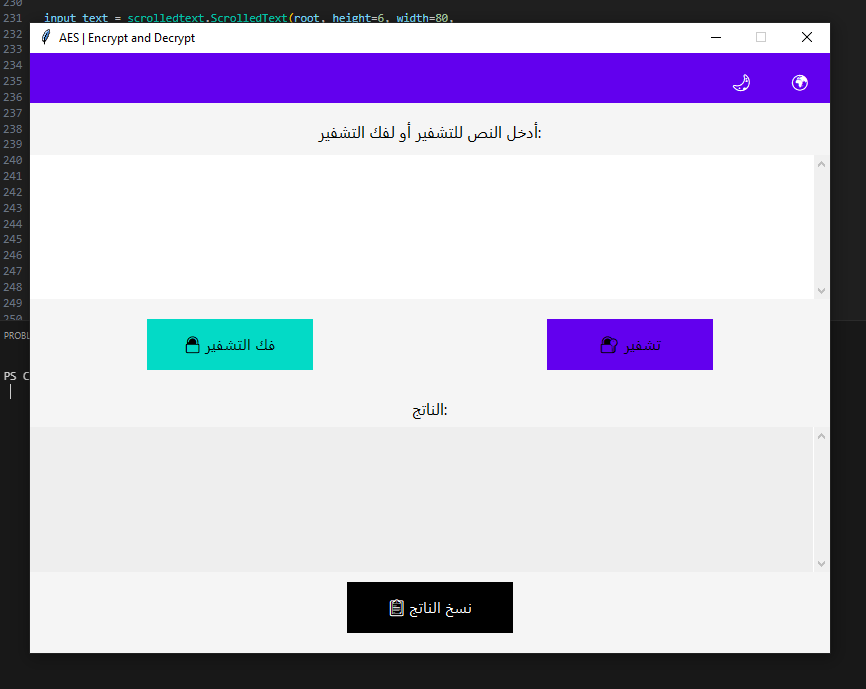 230
231 input_text = scrolledtext.ScrolledText(root, height=6, width=80,
232
AES | Encrypt and Decrypt
233
234
235
236
237
238
أدخل النص للتشفير أو لفك التشفير:
239
240
241
242
243
244
245
246
247
248
249
250
PROBL
فك التشفير
تشفير
PS C
الناتج:
نسخ الناتج